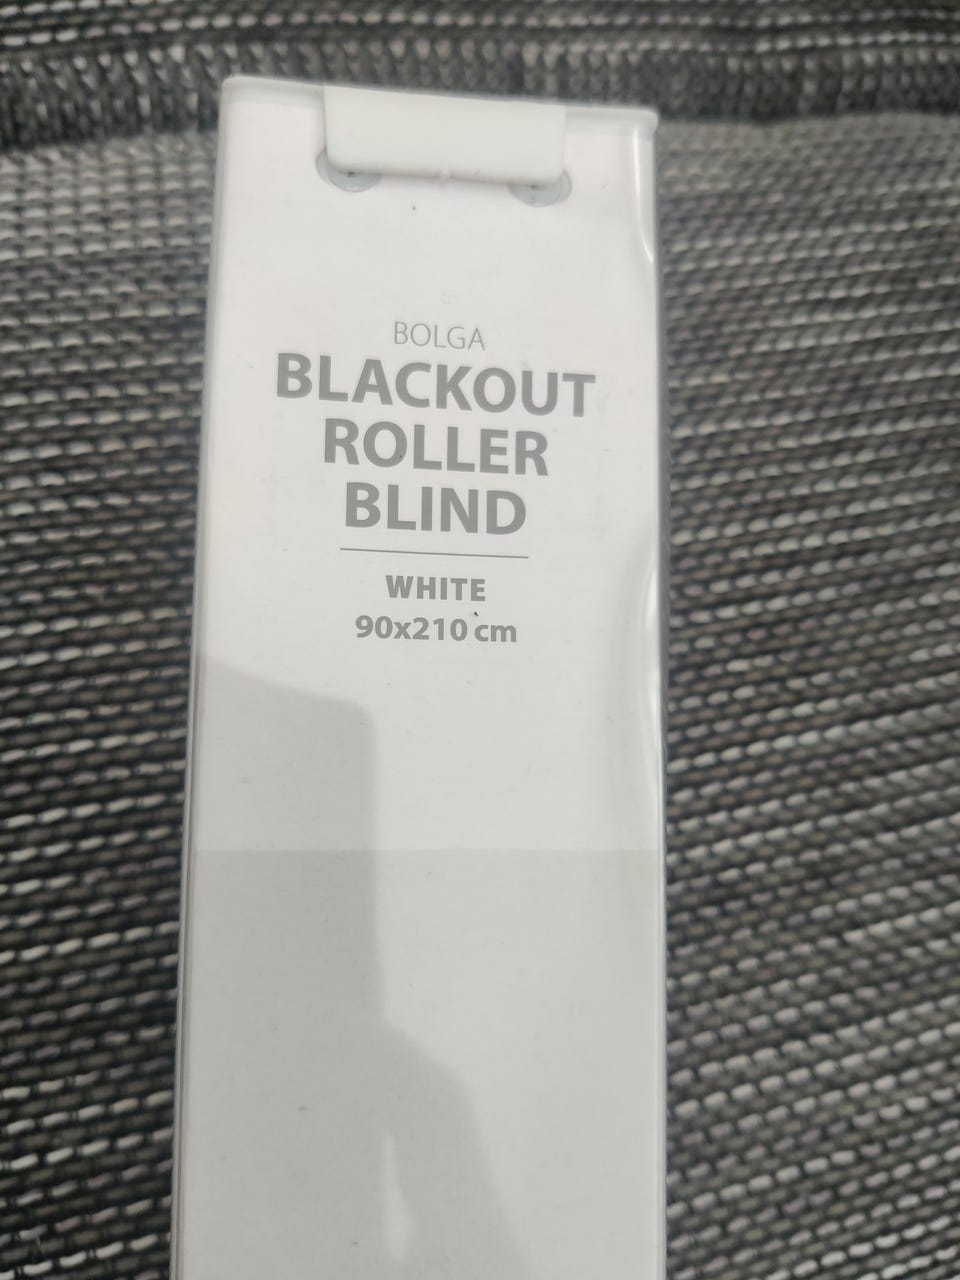 BOLGA
BLACKOUT
ROLLER
BLIND
WHITE
90x210 cm